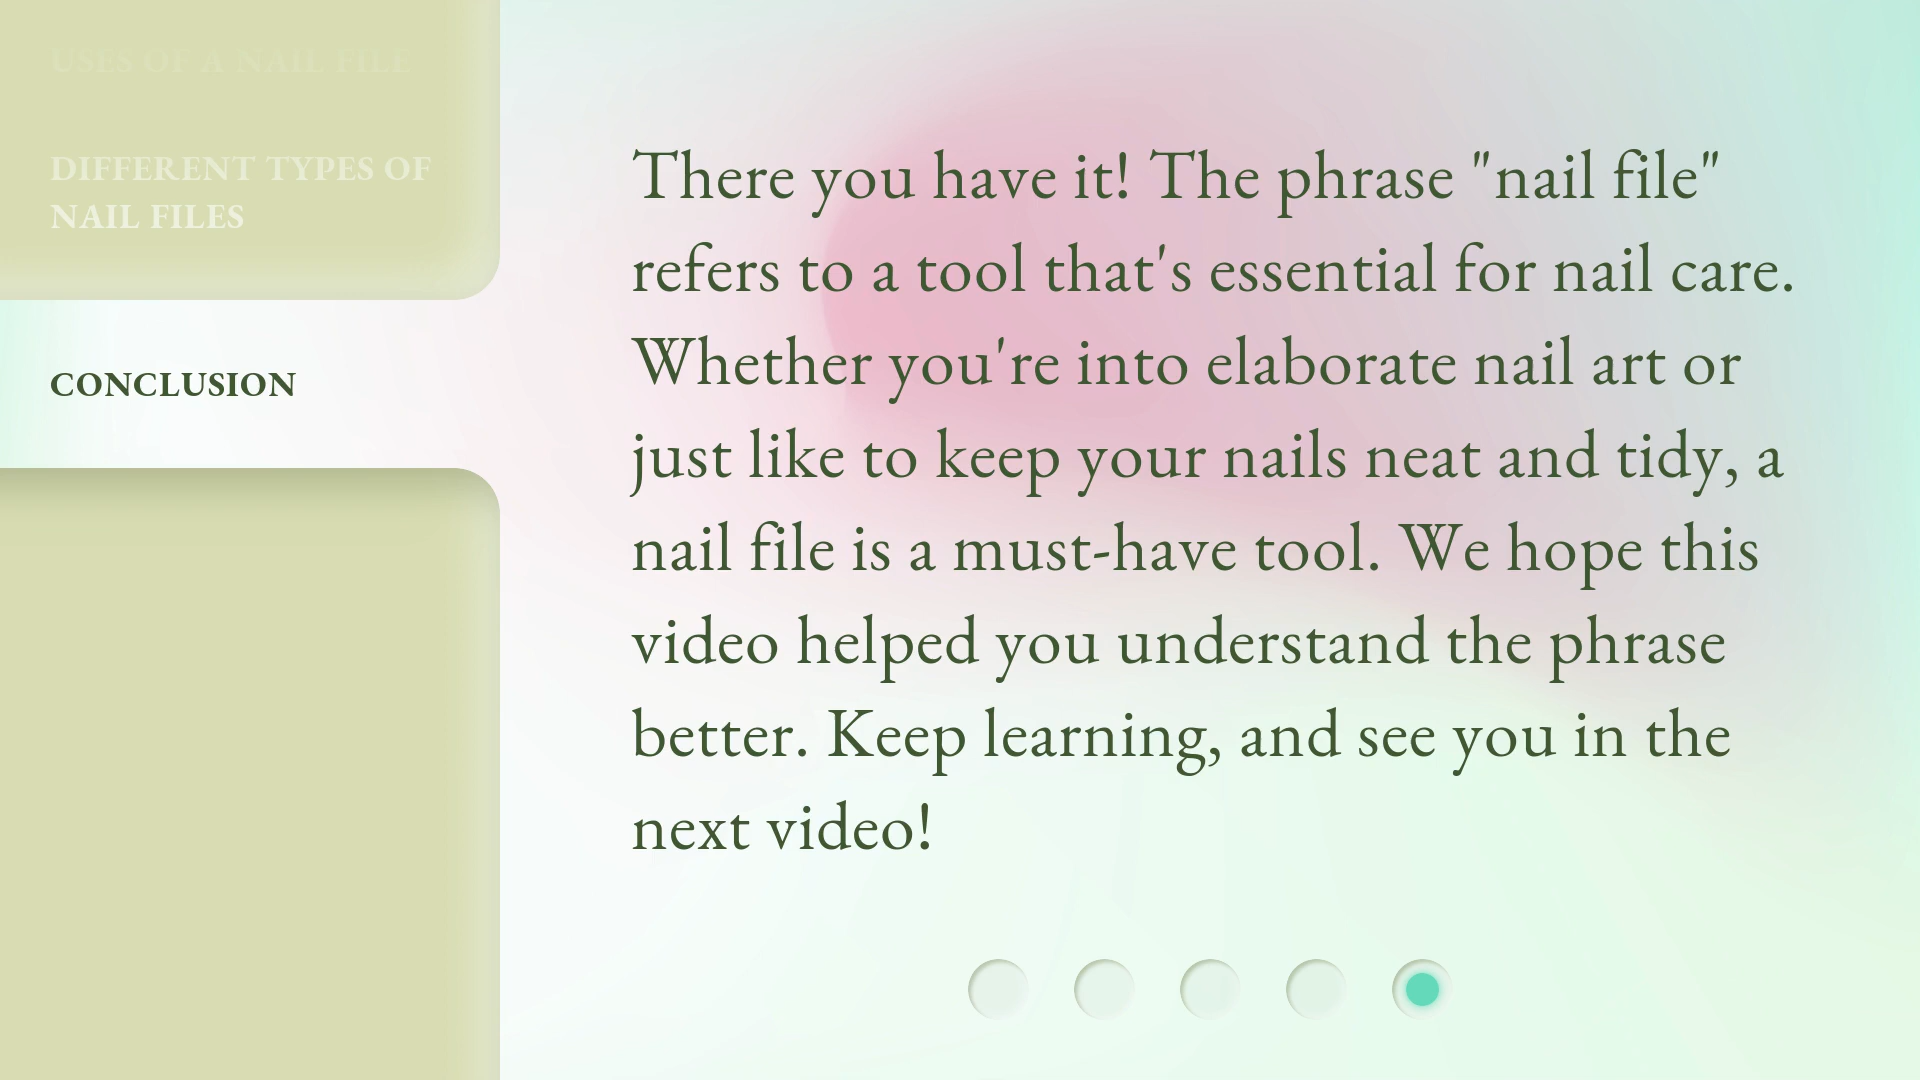 USES OF A NAIL FILE
DIFFERENT TYPES OF
NAIL FILES
CONCLUSION
There you have it! The phrase "nail file"
refers to a tool that's essential for nail care.
Whether you're into elaborate nail art or
just like to keep your nails neat and tidy, a
nail file is a must-have tool. We hope this
video helped you understand the phrase
better. Keep learning, and see you in the
next video!